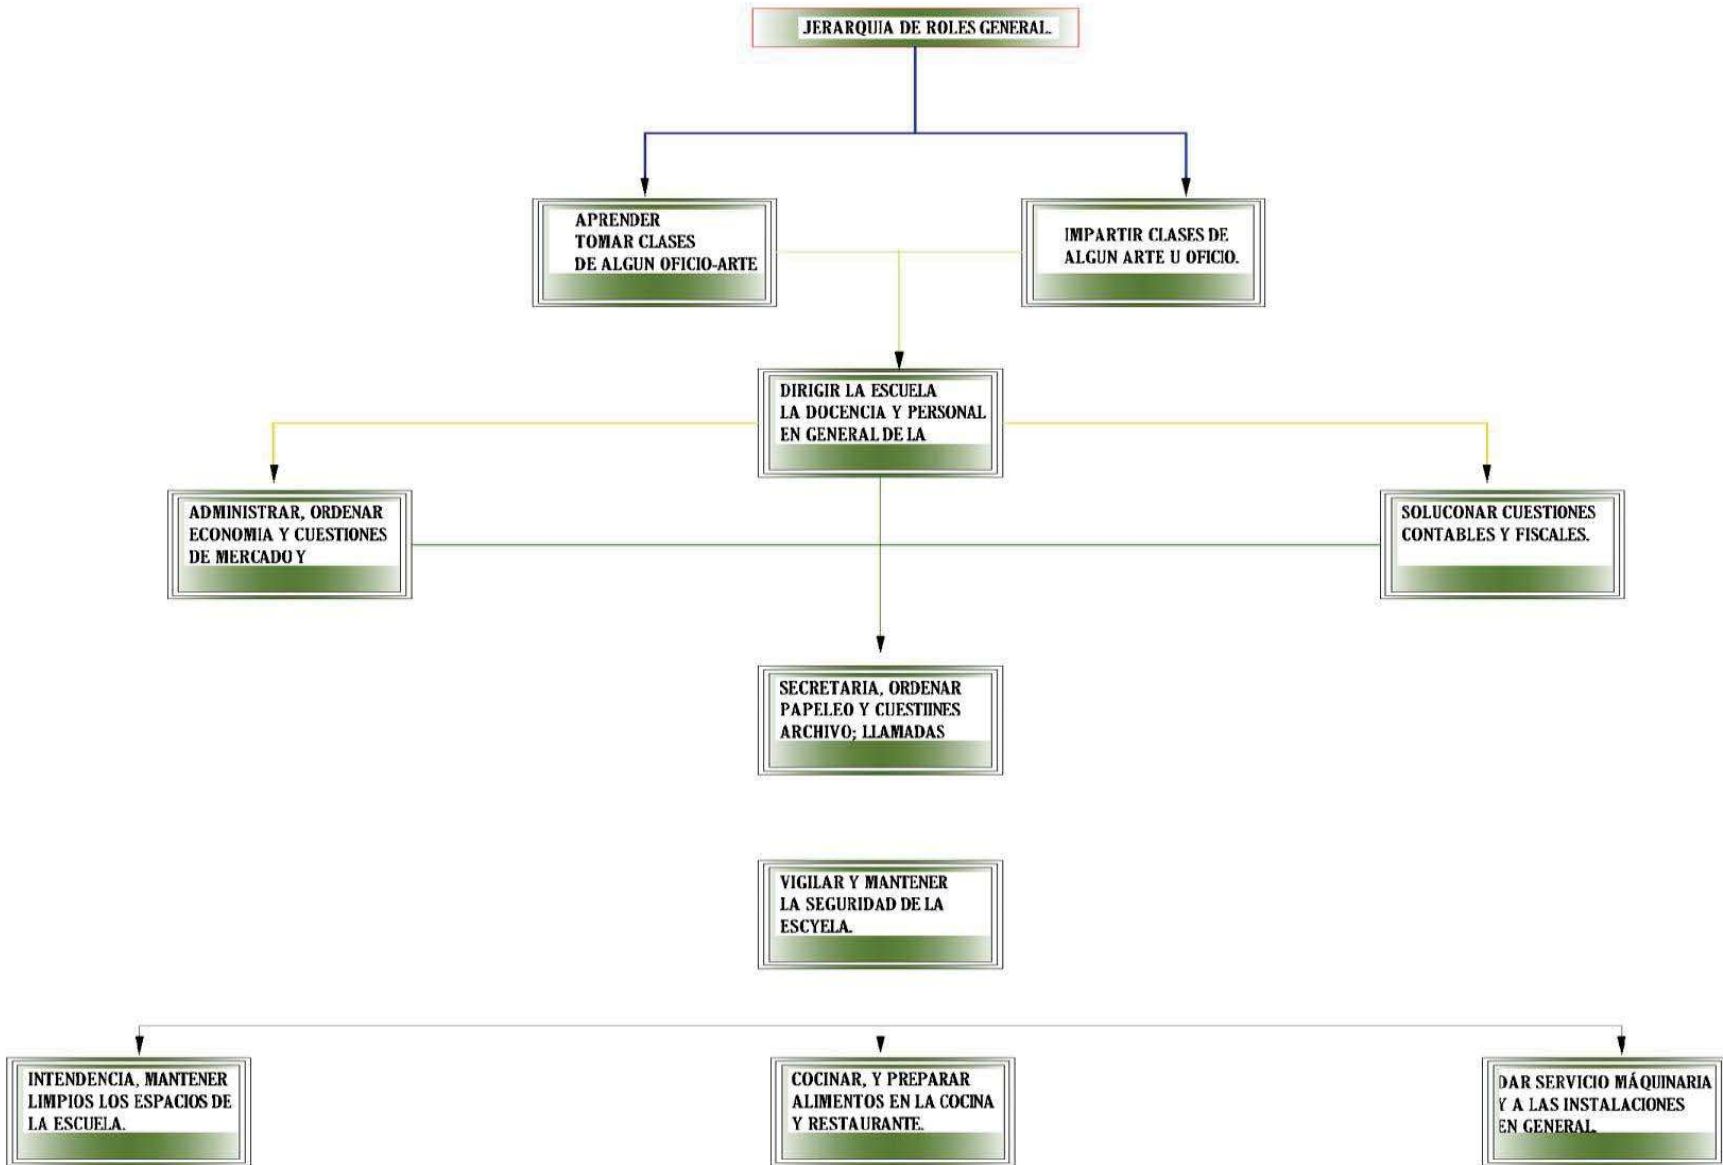 JERARQUIA DE ROLES GENERAL.
APRENDER
TOMAR CLASES
DE ALGUN OFICIO-ARTE
IMPARTIR CLASES DE
ALGUN ARTE U OFICIO.
DIRIGIR LA ESCUELA
LA DOCENCIA Y PERSONAL
EN GENERAL DE LA
ADMINISTRAR, ORDENAR
ECONOMIA Y CUESTIONES
DE MERCADO Y
SOLUCONAR CUESTIONES
CONTABLES Y FISCALES.
SECRETARIA, ORDENAR
PAPELEO Y CUESTIINES
ARCHIVO; LLAMADAS
VIGILAR Y MANTENER
LA SEGURIDAD DE LA
ESCYELA.
INTENDENCIA, MANTENER
LIMPIOS LOS ESPACIOS DE
LA ESCUELA.
COCINAR, Y PREPARAR
ALIMENTOS EN LA COCINA
Y RESTAURANTE.
DAR SERVICIO MÁQUINARIA
Y A LAS INSTALACIONES
EN GENERAL.